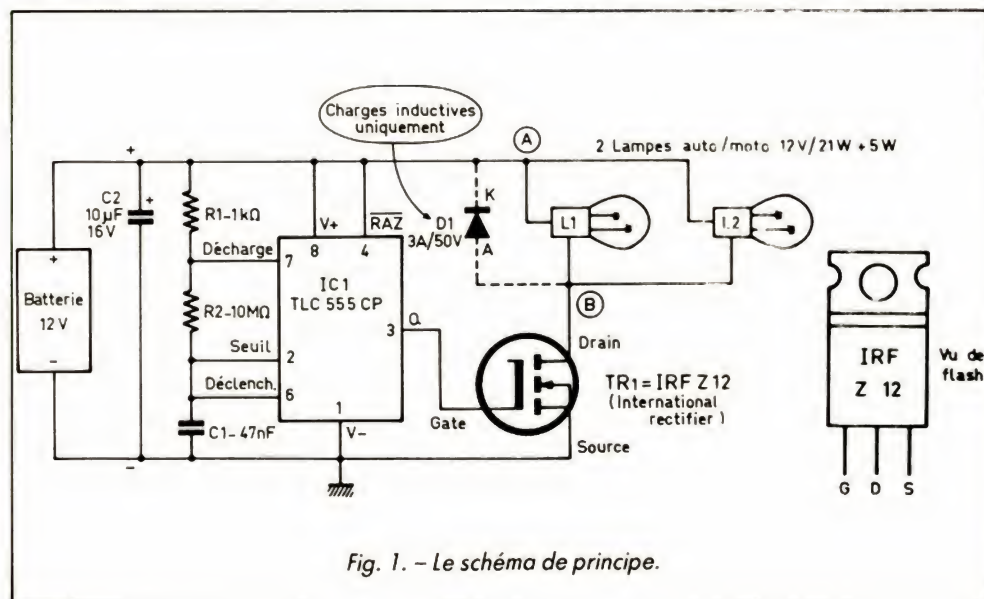 Charges inductives
uniquement
A
2 Lampes auto/moto 12V/21W + 5W
+
C2
10µF
16V
+
R1-1kΩ
V+
RAZ
D1
3A/50V
K
A
L1
L2
Décharge
7
8
4
Batterie
12V
+
−
R2-10MΩ
IC1
TLC 555 CP
3
Q
B
Seuil
2
Drain
Déclench.
6
TR1 = IRF Z 12
(International
rectifier)
IRF
Z 12
Vu de
flash
Gate
1
C1-47nF
V-
Source
−
G D S
Fig. 1. – Le schéma de principe.